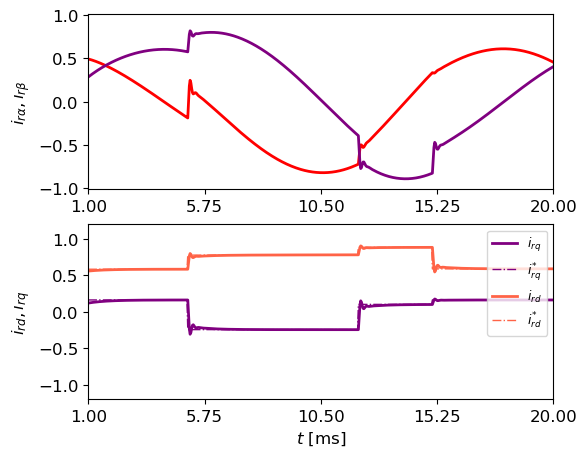 1.0
0.5
0.0
−0.5
−1.0
i_{rα}, i_{rβ}
1.00 5.75 10.50 15.25 20.00
1.0
0.5
0.0
−0.5
−1.0
i_{rd}, i_{rq}
i_{rq}
i^*_{rq}
i_{rd}
i^*_{rd}
1.00 5.75 10.50 15.25 20.00
t [ms]